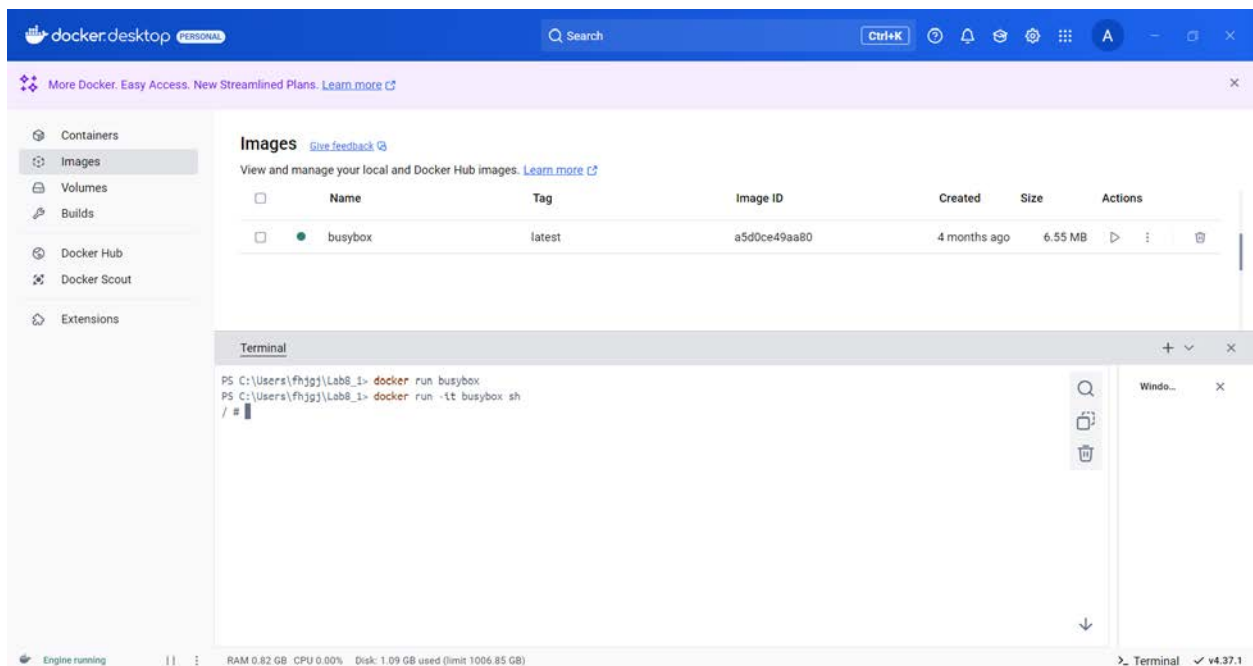 docker.desktop PERSONAL
Search
Ctrl+K
A
More Docker. Easy Access. New Streamlined Plans. Learn more
Containers
Images
Volumes
Builds
Docker Hub
Docker Scout
Extensions
Images Give feedback
View and manage your local and Docker Hub images. Learn more
Name Tag Image ID Created Size Actions
busybox latest a5d0ce49aa80 4 months ago 6.55 MB
Terminal
PS C:\Users\fhjgj\Lab8_1> docker run busybox
PS C:\Users\fhjgj\Lab8_1> docker run -it busybox sh
/ #
Windo...
Engine running
RAM 0.82 GB CPU 0.00% Disk: 1.09 GB used (limit 1006.85 GB)
Terminal v4.37.1